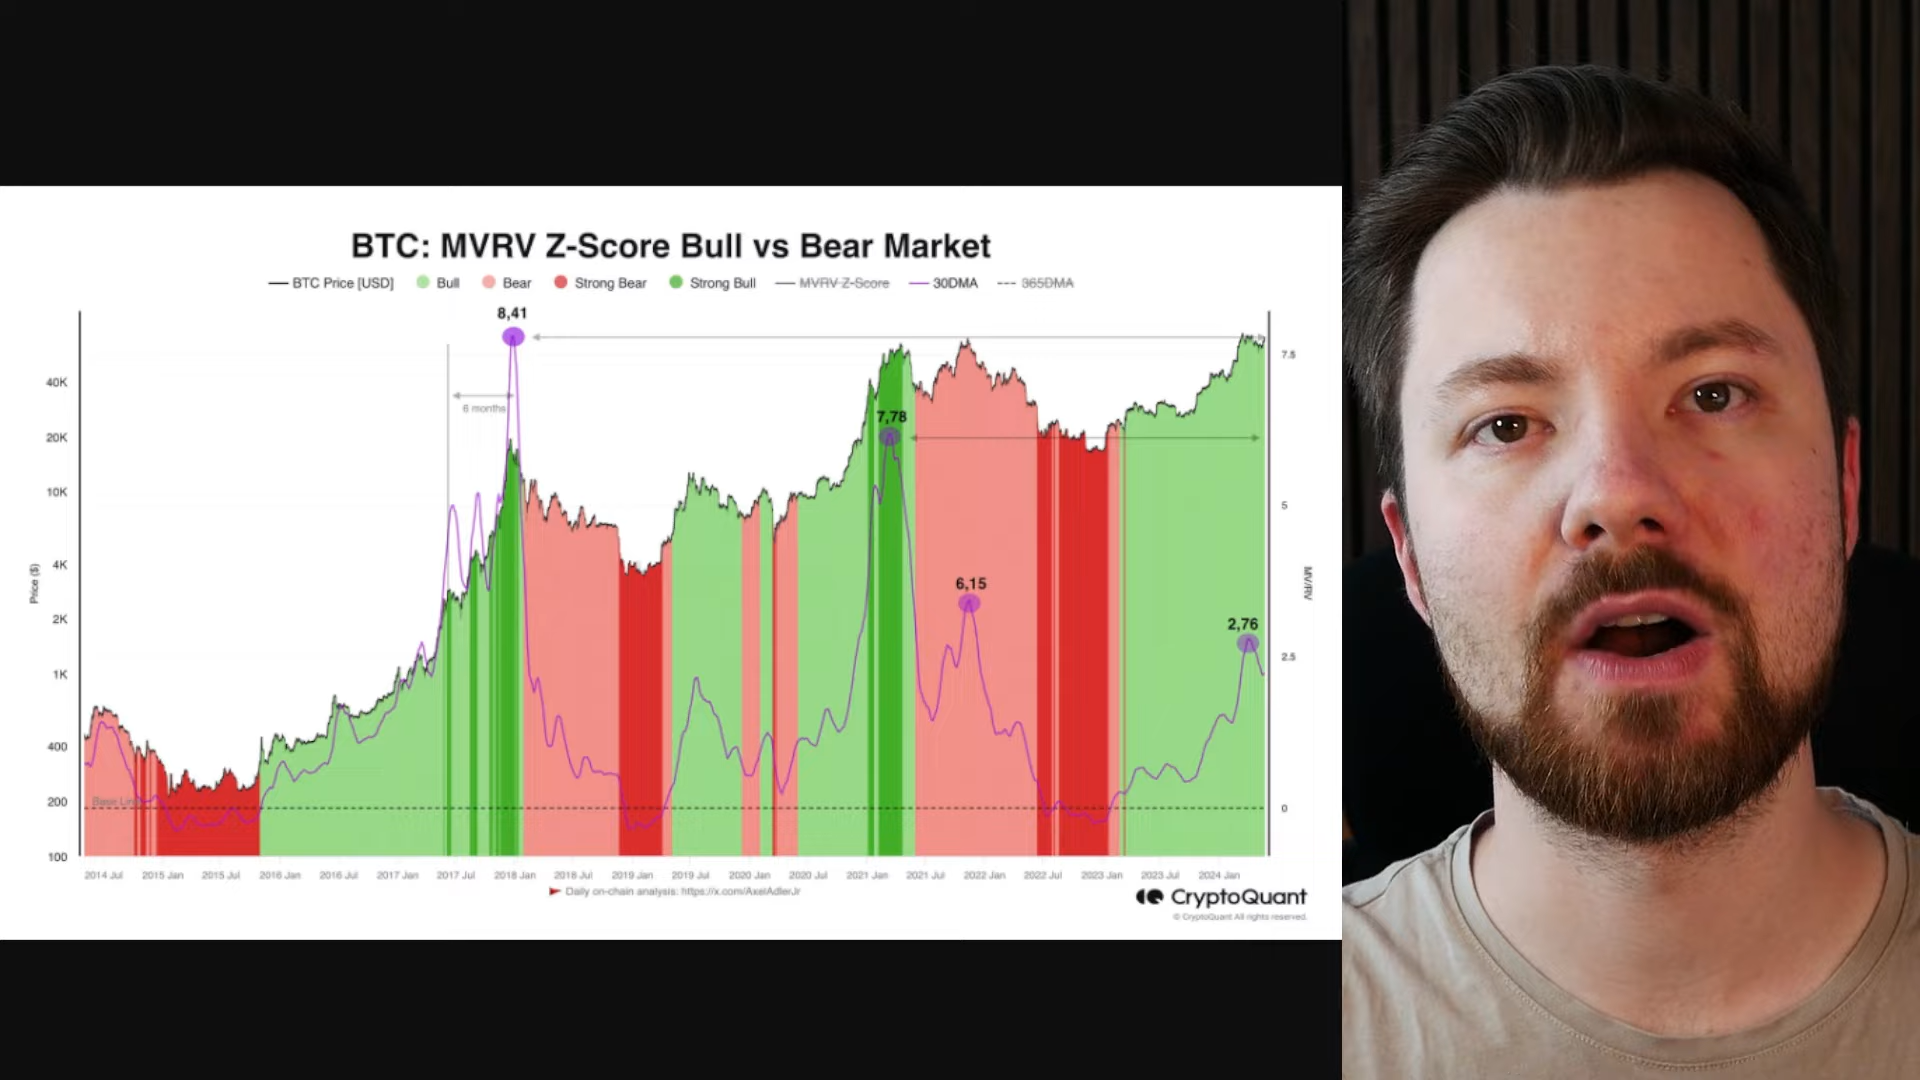 BTC: MVRV Z-Score Bull vs Bear Market
BTC Price [USD] Bull Bear Strong Bear Strong Bull MVRV Z-Score 30DMA 365DMA
8,41
7.5
40K
6 months
7,78
20K
10K
5
4K
Price ($)
MV/RV
6,15
2K
2,76
2.5
1K
400
Base Line
200
0
100
2014 Jul 2015 Jan 2015 Jul 2016 Jan 2016 Jul 2017 Jan 2017 Jul 2018 Jan 2018 Jul 2019 Jan 2019 Jul 2020 Jan 2020 Jul 2021 Jan 2021 Jul 2022 Jan 2022 Jul 2023 Jan 2023 Jul 2024 Jan
Daily on-chain analysis: https://x.com/AxelAdlerJr
CryptoQuant
© CryptoQuant All rights reserved.